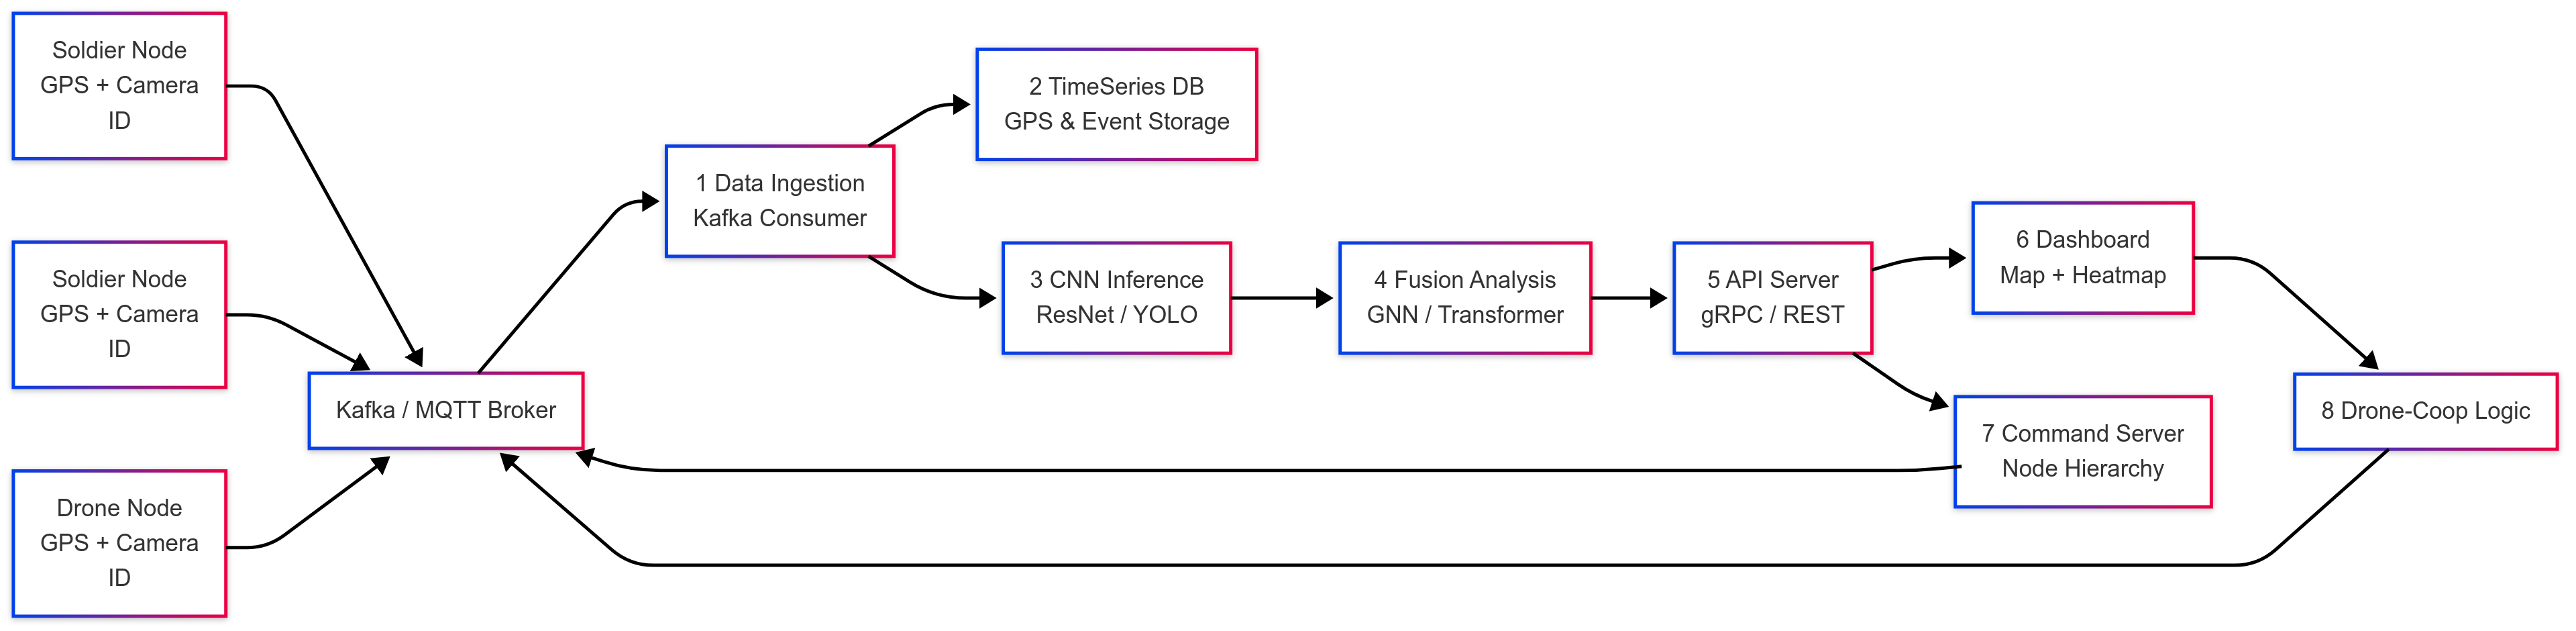 Soldier Node
GPS + Camera
ID
Soldier Node
GPS + Camera
ID
Drone Node
GPS + Camera
ID
Kafka / MQTT Broker
1 Data Ingestion
Kafka Consumer
2 TimeSeries DB
GPS & Event Storage
3 CNN Inference
ResNet / YOLO
4 Fusion Analysis
GNN / Transformer
5 API Server
gRPC / REST
6 Dashboard
Map + Heatmap
7 Command Server
Node Hierarchy
8 Drone-Coop Logic